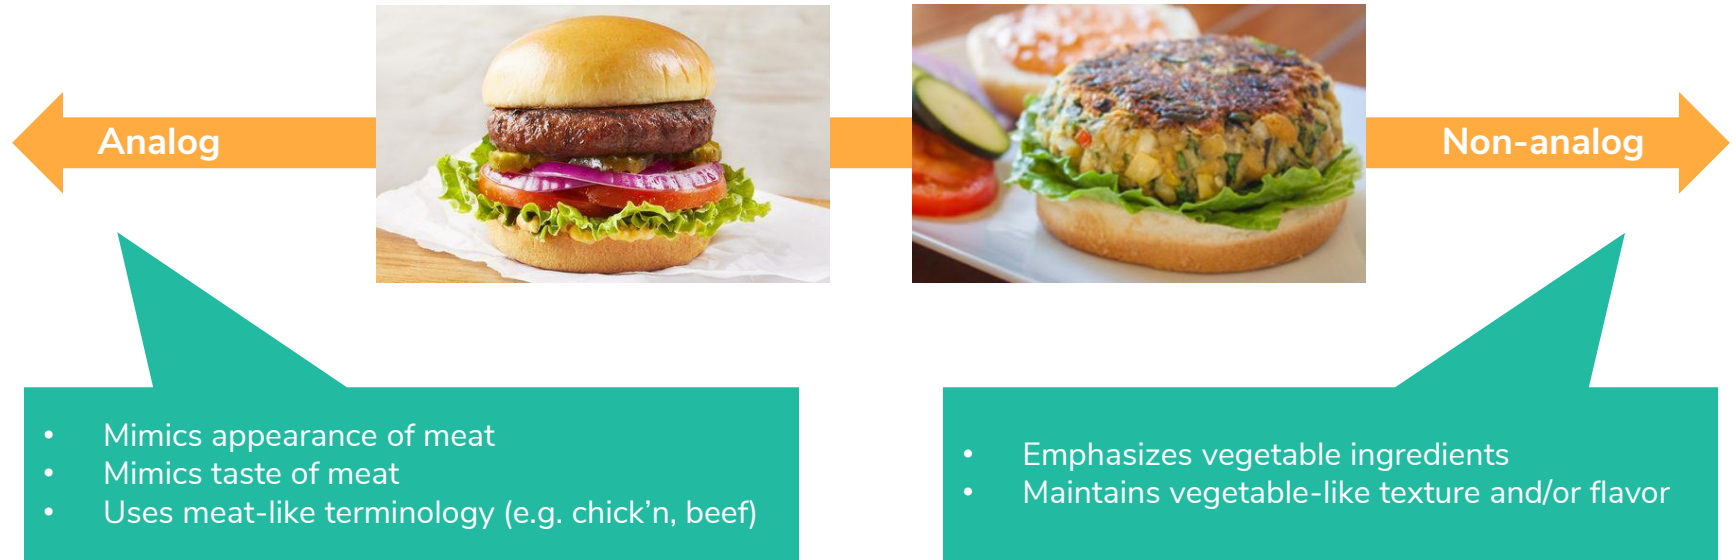 Analog
Non-analog
• Mimics appearance of meat
• Mimics taste of meat
• Uses meat-like terminology (e.g. chick’n, beef)
• Emphasizes vegetable ingredients
• Maintains vegetable-like texture and/or flavor